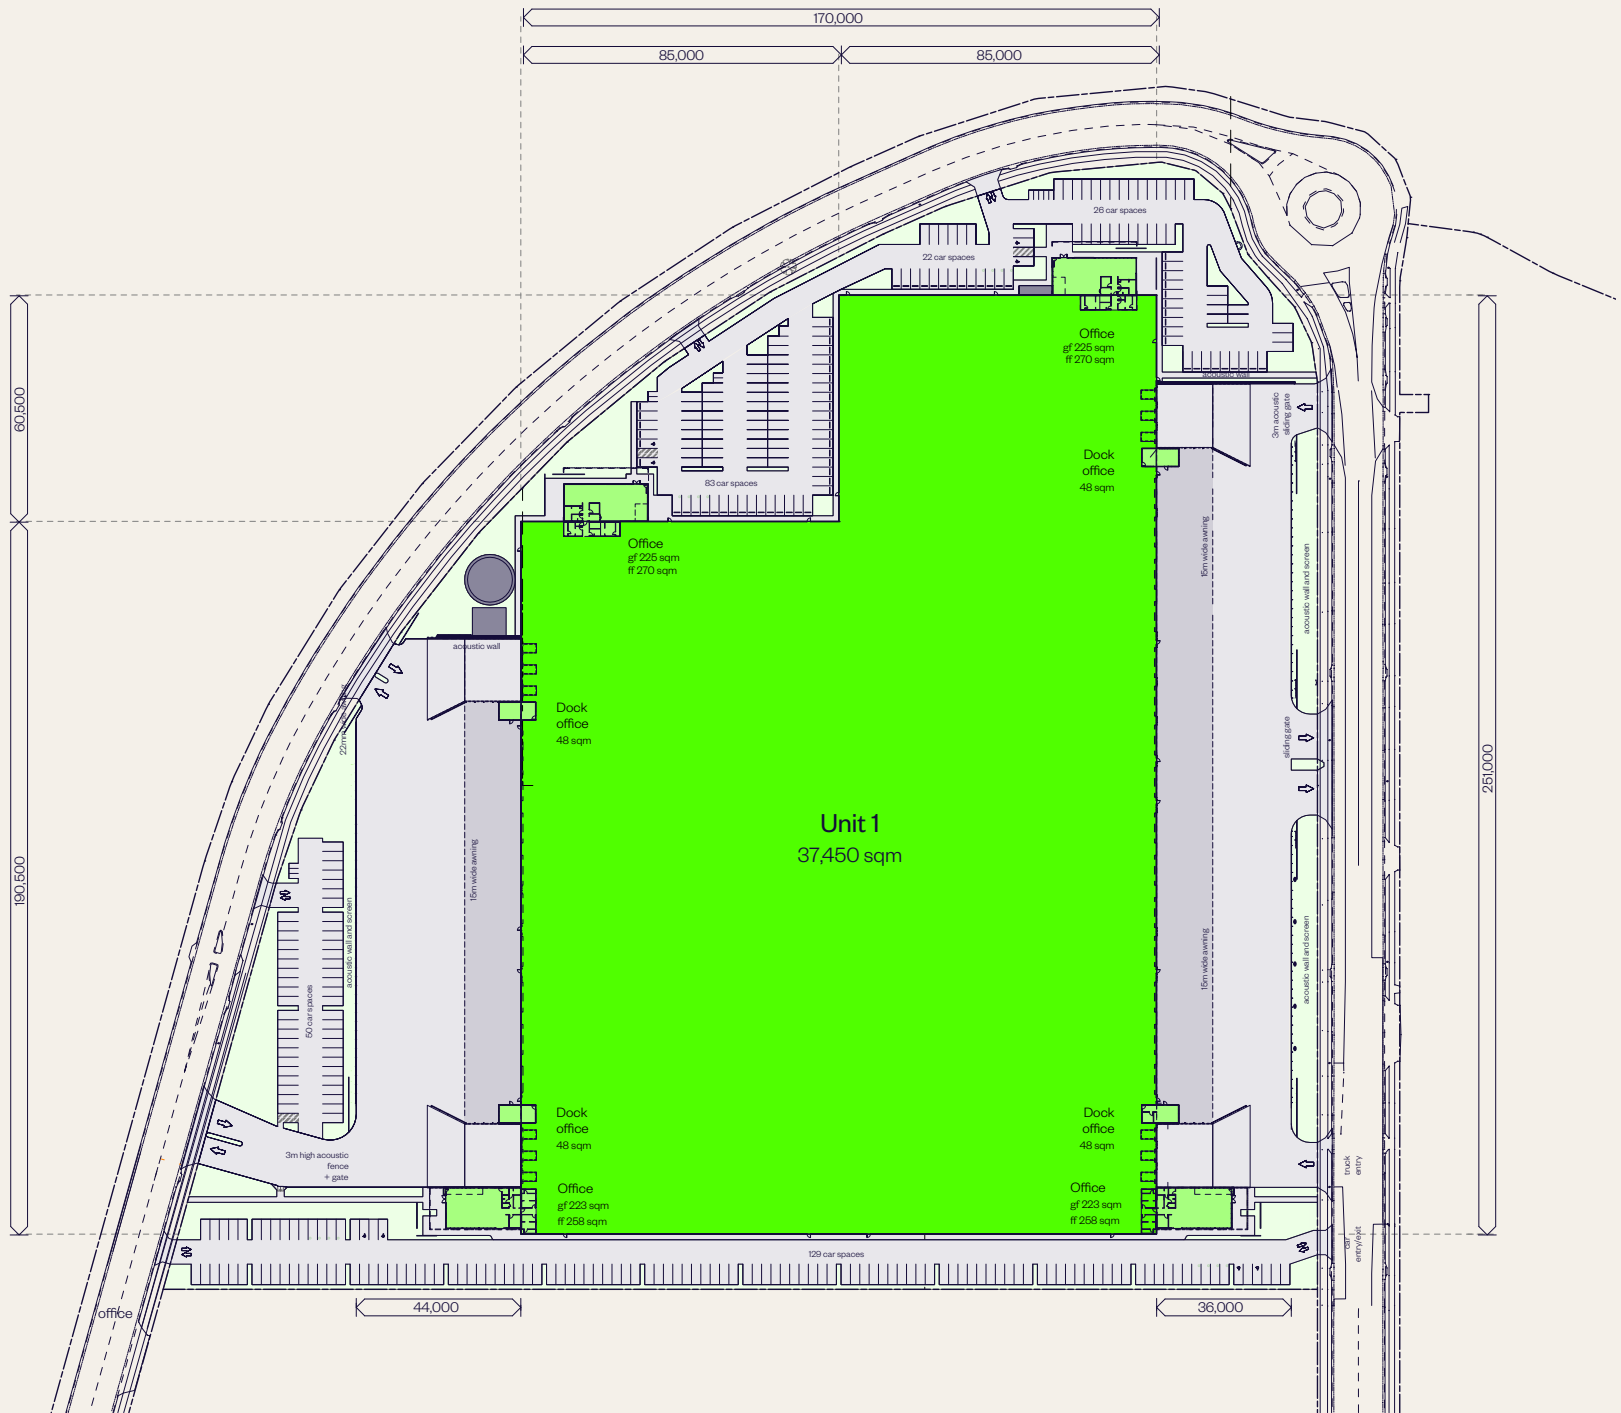 170,000
85,000
85,000
26 car spaces
22 car spaces
60,500
Office
gf 225 sqm
ff 270 sqm
acoustic wall
3m acoustic
sliding gate
Dock
office
48 sqm
83 car spaces
Office
gf 225 sqm
ff 270 sqm
15m wide awning
acoustic wall and screen
acoustic wall
Dock
office
48 sqm
sliding gate
251,000
Unit 1
37,450 sqm
190,500
15m wide awning
acoustic wall and screen
50 car spaces
15m wide awning
acoustic wall and screen
Dock
office
48 sqm
Dock
office
48 sqm
3m high acoustic
fence
+ gate
truck
entry
Office
gf 223 sqm
ff 258 sqm
Office
gf 223 sqm
ff 258 sqm
129 car spaces
car
entry/exit
44,000
36,000
office